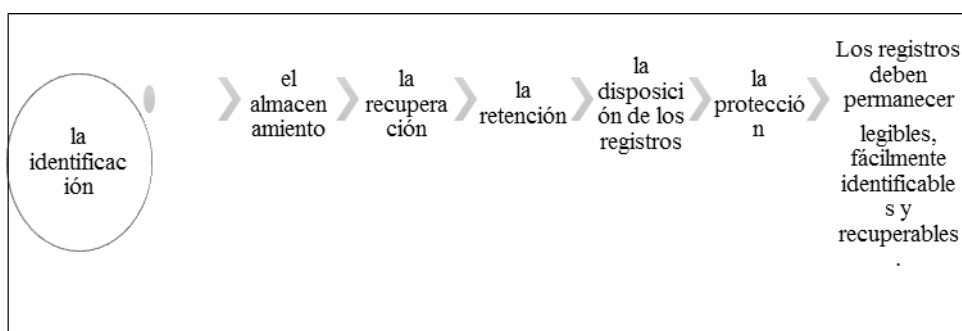 la
identificac
ión
el
almacen
amiento
la
recupera
ción
la
retención
la
disposici
ón de los
registros
la
protecció
n
Los registros
deben
permanecer
legibles,
fácilmente
identificable
s y
recuperables
.